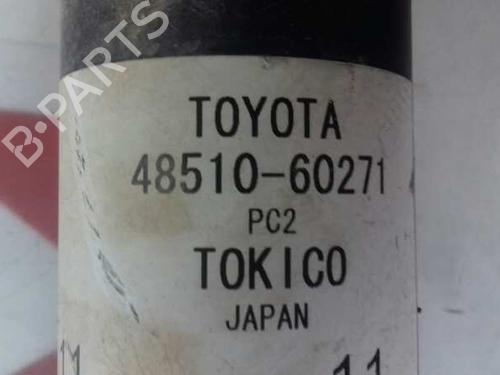 B-PARTS
TOYOTA
48510-60271
PC2
TOKICO
JAPAN
11